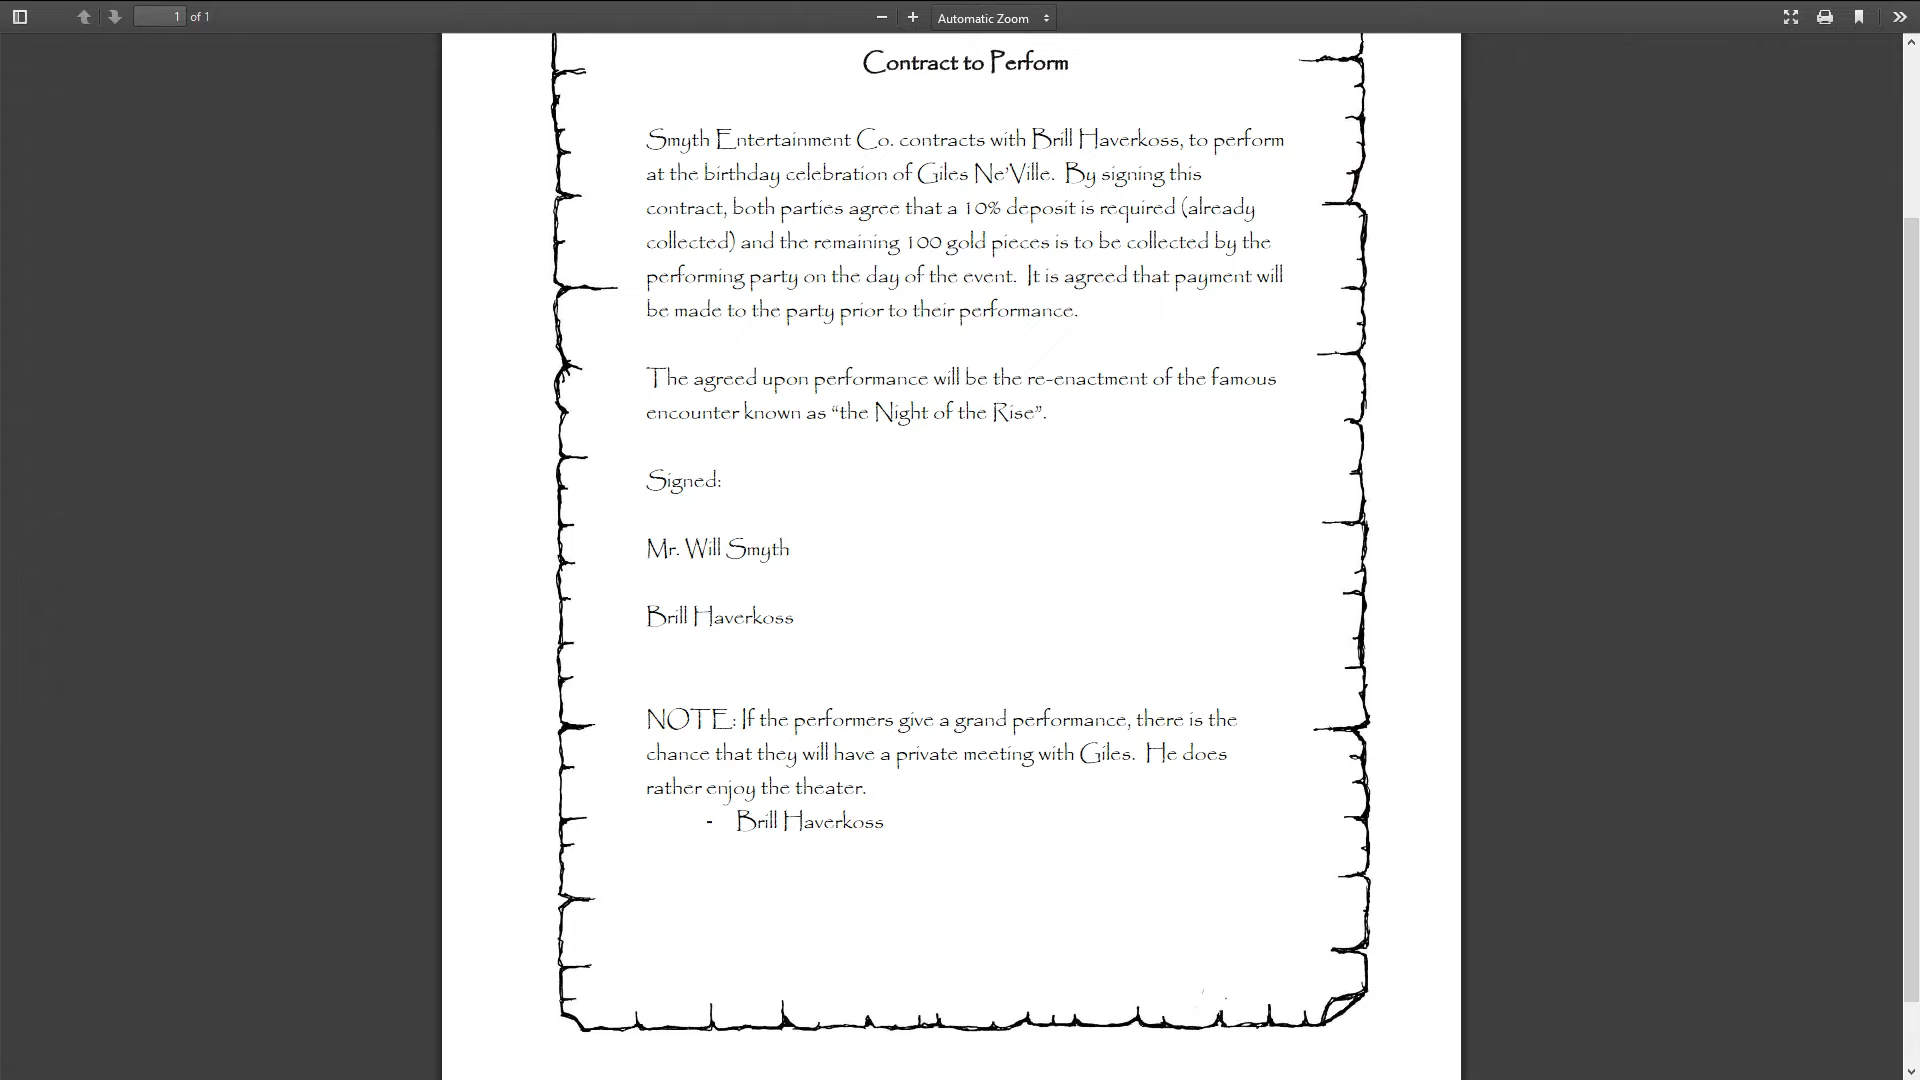 1 of 1
Automatic Zoom
Contract to Perform
Smyth Entertainment Co. contracts with Brill Haverkoss, to perform
at the birthday celebration of Giles Ne'Ville.  By signing this
contract, both parties agree that a 10% deposit is required (already
collected) and the remaining 100 gold pieces is to be collected by the
performing party on the day of the event.  It is agreed that payment will
be made to the party prior to their performance.
The agreed upon performance will be the re-enactment of the famous
encounter known as “the Night of the Rise”.
Signed:
Mr. Will Smyth
Brill Haverkoss
NOTE: If the performers give a grand performance, there is the
chance that they will have a private meeting with Giles.  He does
rather enjoy the theater.
- Brill Haverkoss